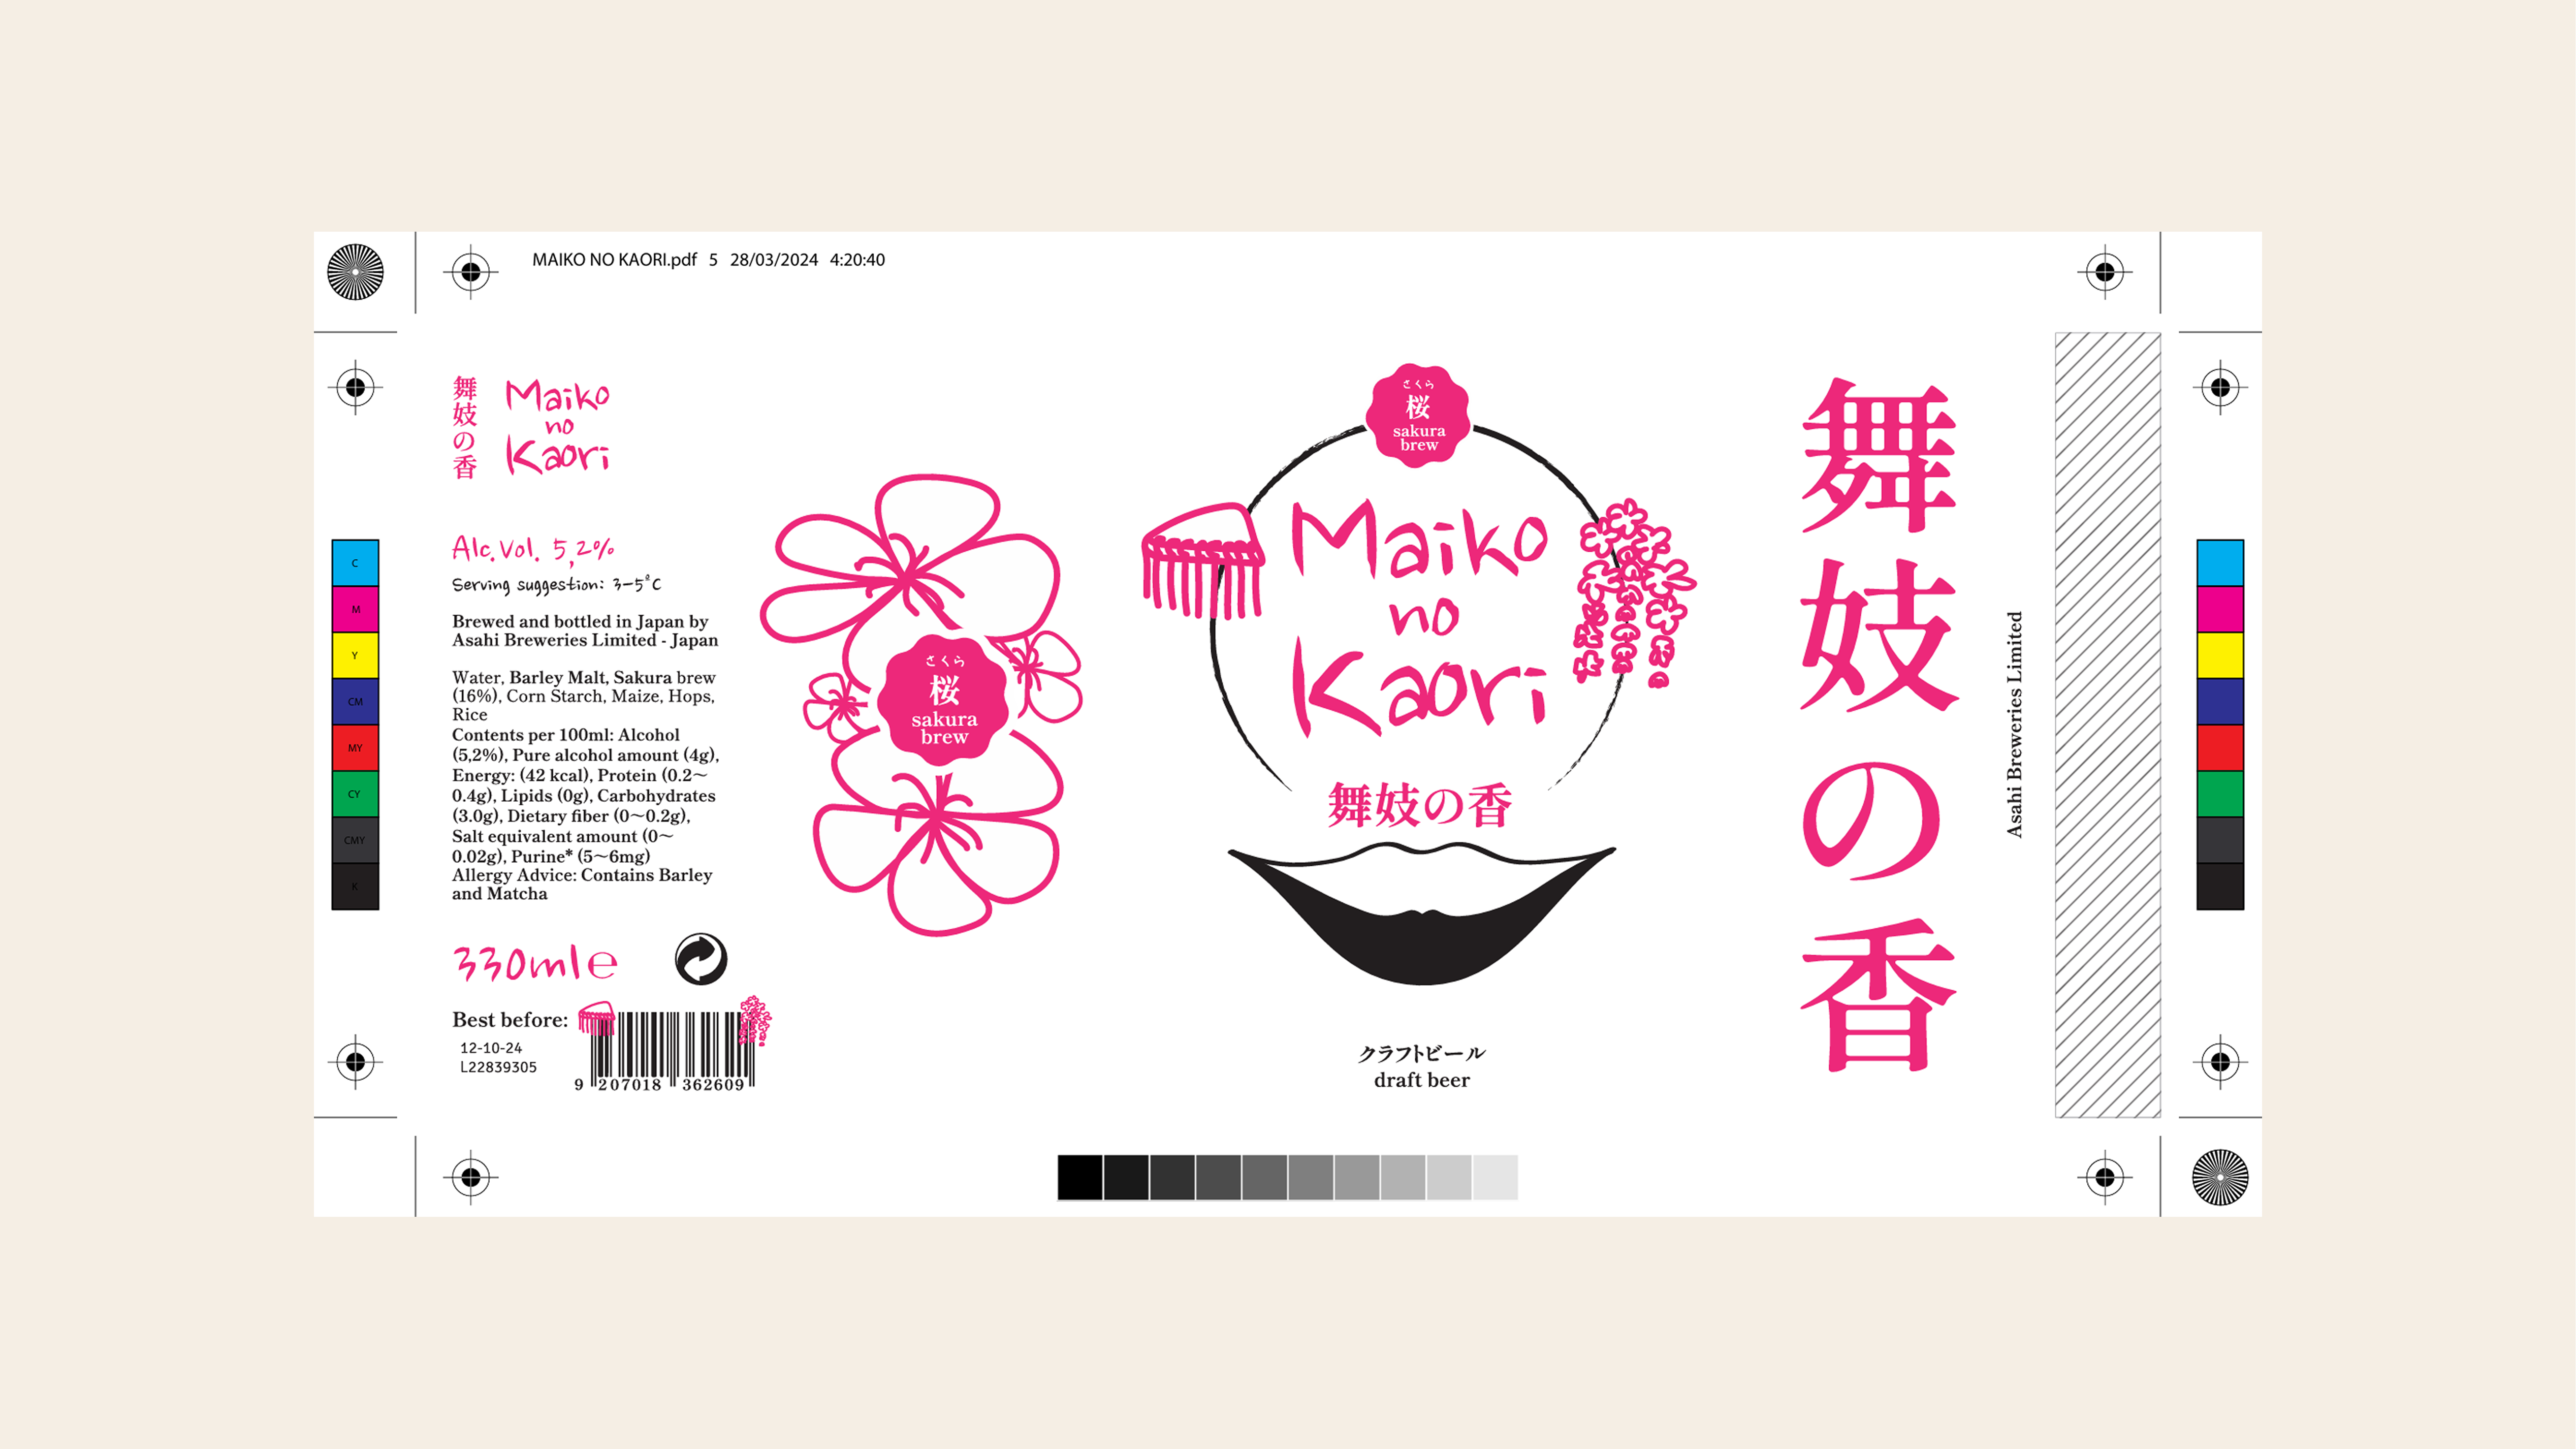 MAIKO NO KAORI.pdf 5 28/03/2024 4:20:40
舞妓の香
Maiko
no
Kaori
Alc.Vol. 5,2%
Serving suggestion: 3-5°C
Brewed and bottled in Japan by
Asahi Breweries Limited - Japan
Water, Barley Malt, Sakura brew
(16%), Corn Starch, Maize, Hops,
Rice
Contents per 100ml: Alcohol
(5,2%), Pure alcohol amount (4g),
Energy: (42 kcal), Protein (0.2～
0.4g), Lipids (0g), Carbohydrates
(3.0g), Dietary fiber (0～0.2g),
Salt equivalent amount (0～
0.02g), Purine* (5～6mg)
Allergy Advice: Contains Barley
and Matcha
330ml℮
Best before:
12-10-24
L22839305
9 207018 362609
さくら
桜
sakura
brew
さくら
桜
sakura
brew
Maiko
no
Kaori
舞妓の香
クラフトビール
draft beer
舞妓の香
Asahi Breweries Limited
C
M
Y
CM
MY
CY
CMY
K